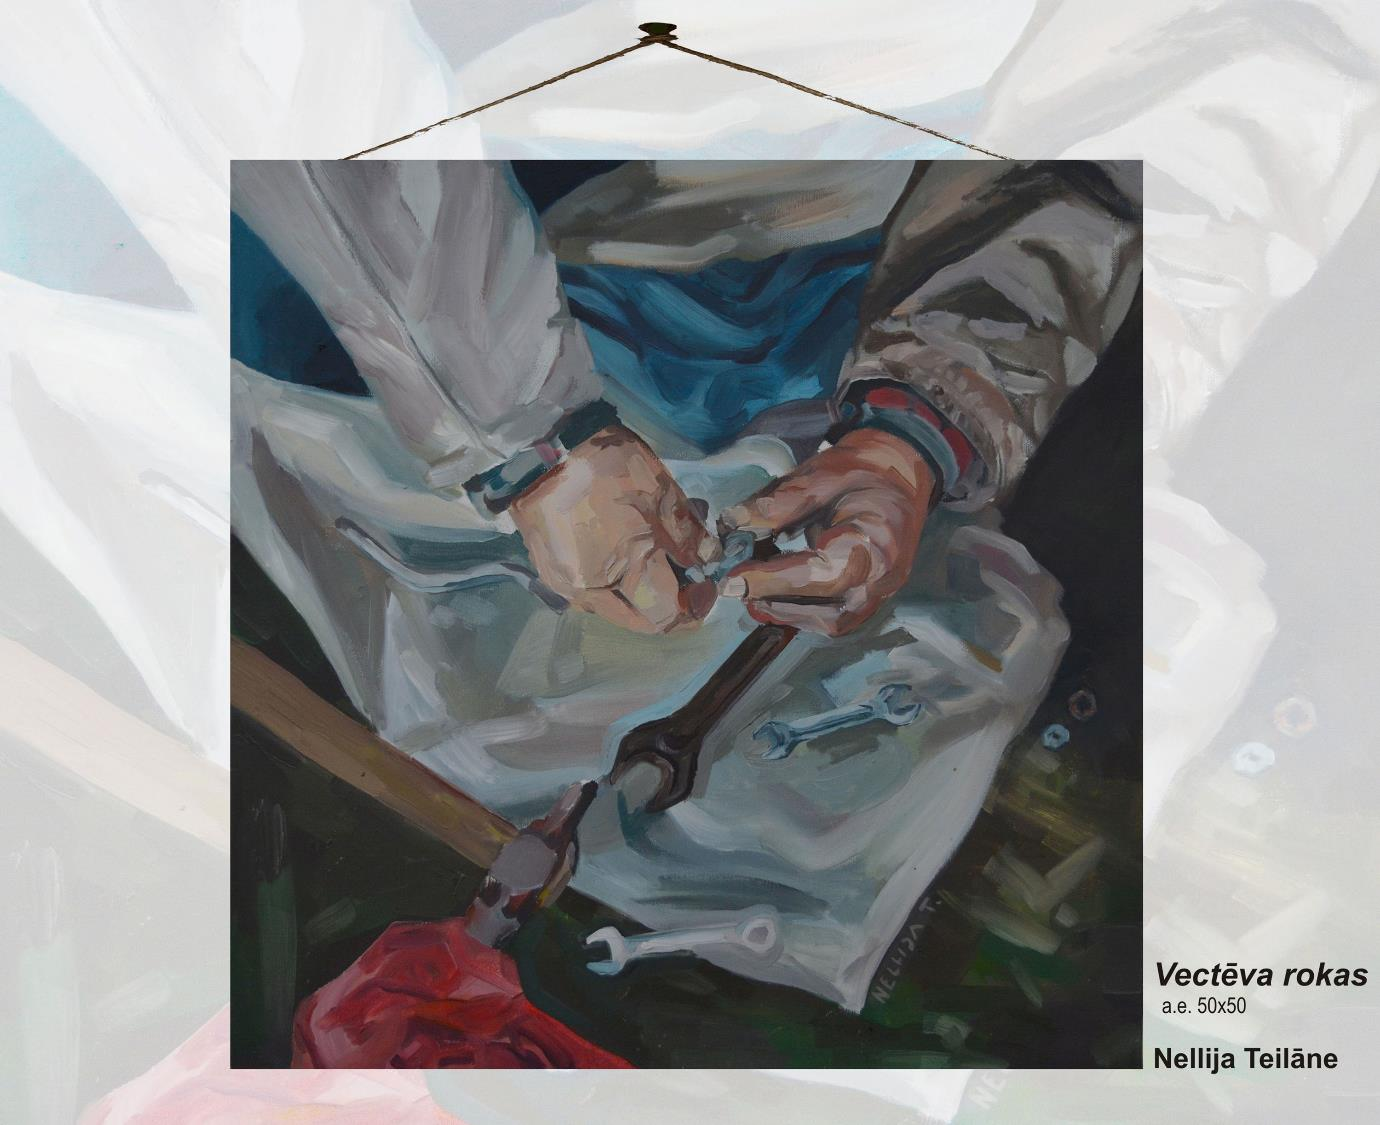 NELLIJA T.
Vectēva rokas
a.e. 50x50
Nellija Teilāne